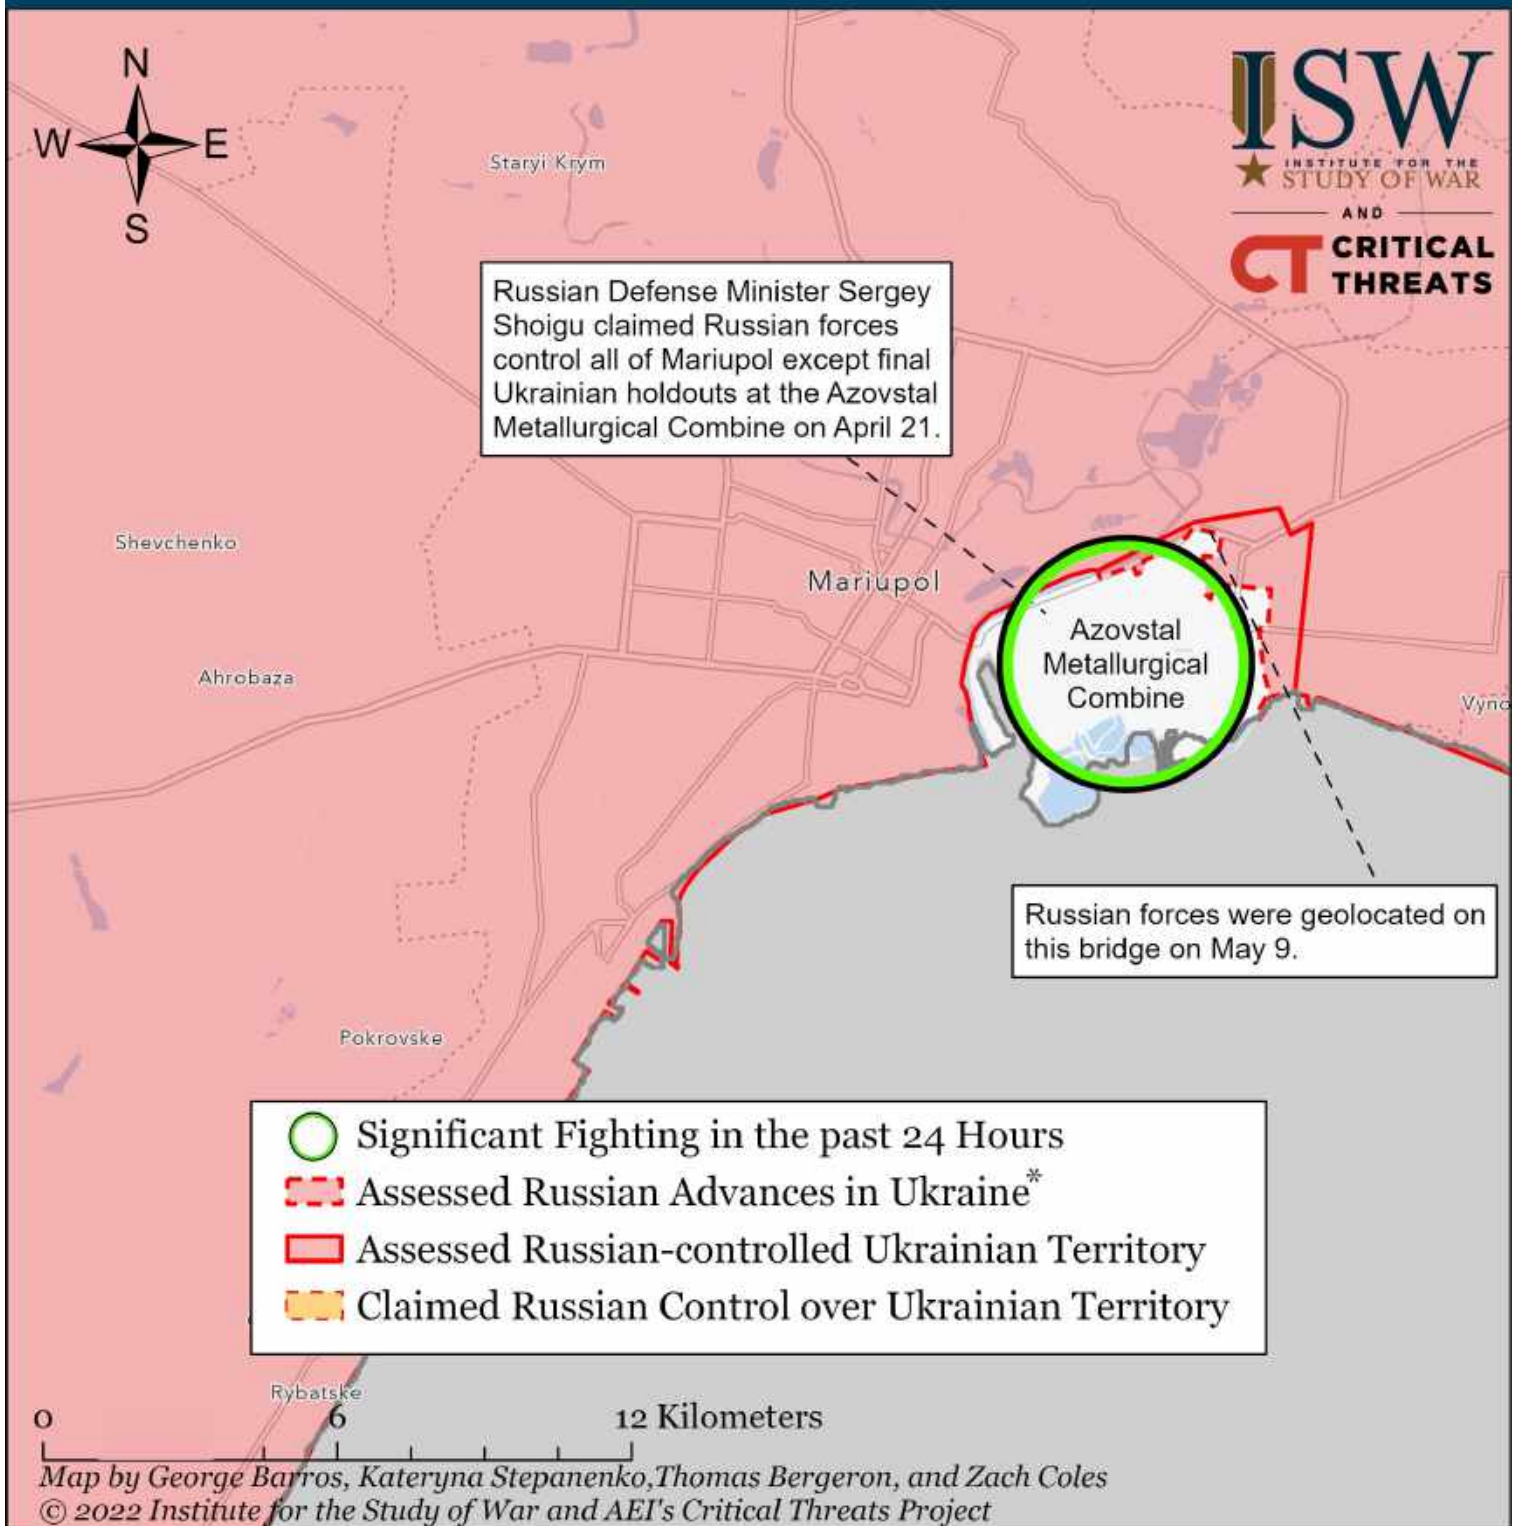 N
W E
S
ISW
INSTITUTE FOR THE
STUDY OF WAR
AND
CT CRITICAL
THREATS
Staryi Krym
Russian Defense Minister Sergey
Shoigu claimed Russian forces
control all of Mariupol except final
Ukrainian holdouts at the Azovstal
Metallurgical Combine on April 21.
Shevchenko
Mariupol
Azovstal
Metallurgical
Combine
Ahrobaza
Vyno
Russian forces were geolocated on
this bridge on May 9.
Pokrovske
Significant Fighting in the past 24 Hours
Assessed Russian Advances in Ukraine*
Assessed Russian-controlled Ukrainian Territory
Claimed Russian Control over Ukrainian Territory
Rybatske
0 6 12 Kilometers
Map by George Barros, Kateryna Stepanenko,Thomas Bergeron, and Zach Coles
© 2022 Institute for the Study of War and AEI's Critical Threats Project